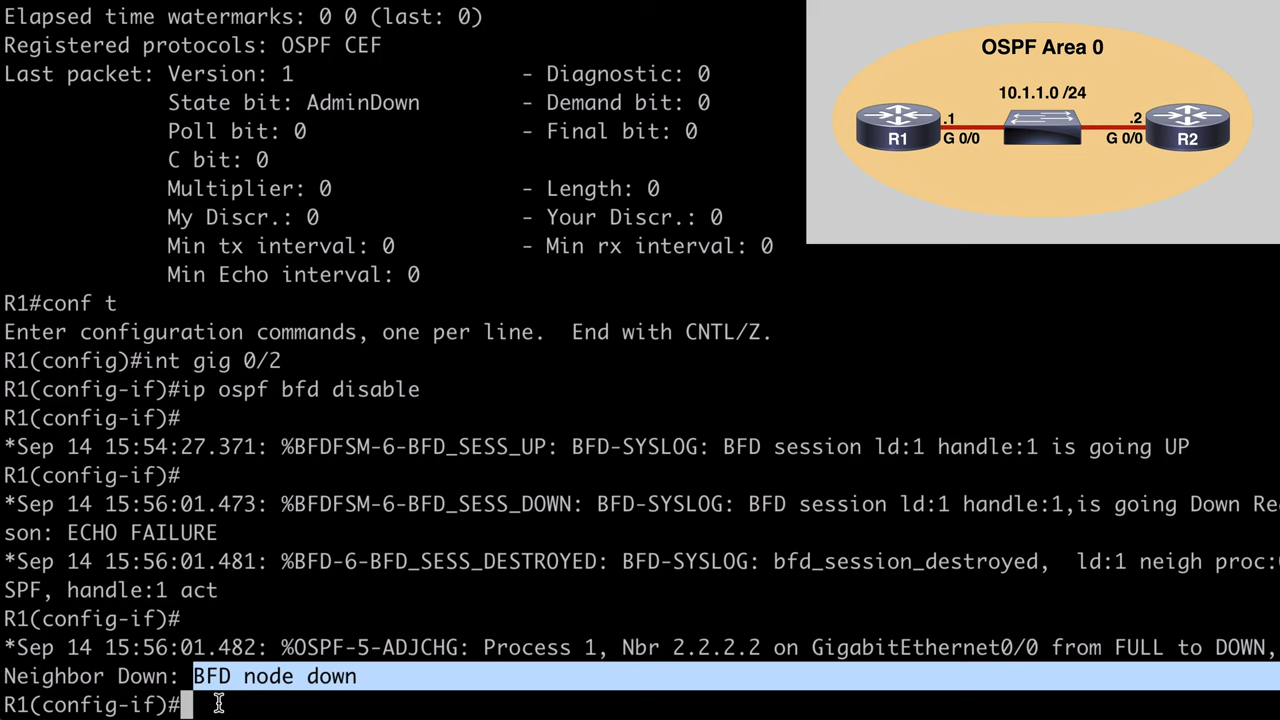 Elapsed time watermarks: 0 0 (last: 0)
Registered protocols: OSPF CEF
Last packet: Version: 1 - Diagnostic: 0
State bit: AdminDown - Demand bit: 0
Poll bit: 0 - Final bit: 0
C bit: 0
Multiplier: 0 - Length: 0
My Discr.: 0 - Your Discr.: 0
Min tx interval: 0 - Min rx interval: 0
Min Echo interval: 0
R1#conf t
Enter configuration commands, one per line. End with CNTL/Z.
R1(config)#int gig 0/2
R1(config-if)#ip ospf bfd disable
R1(config-if)#
*Sep 14 15:54:27.371: %BFDFSM-6-BFD_SESS_UP: BFD-SYSLOG: BFD session ld:1 handle:1 is going UP
R1(config-if)#
*Sep 14 15:56:01.473: %BFDFSM-6-BFD_SESS_DOWN: BFD-SYSLOG: BFD session ld:1 handle:1,is going Down Re
son: ECHO FAILURE
*Sep 14 15:56:01.481: %BFD-6-BFD_SESS_DESTROYED: BFD-SYSLOG: bfd_session_destroyed, ld:1 neigh proc:
SPF, handle:1 act
R1(config-if)#
*Sep 14 15:56:01.482: %OSPF-5-ADJCHG: Process 1, Nbr 2.2.2.2 on GigabitEthernet0/0 from FULL to DOWN,
Neighbor Down: BFD node down
R1(config-if)#
OSPF Area 0
10.1.1.0 /24
.1
.2
R1
G 0/0
G 0/0
R2